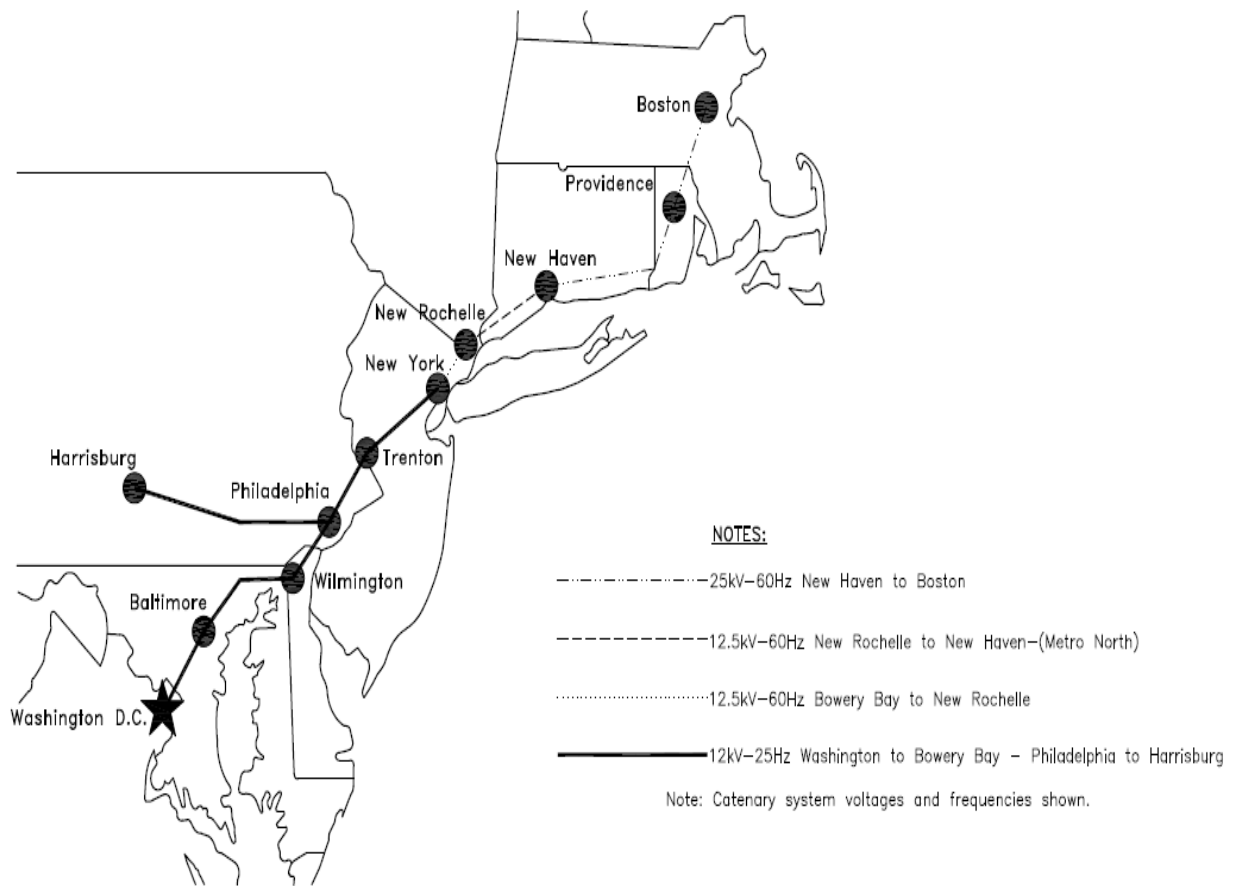 Boston
Providence
New Haven
New Rochelle
New York
Harrisburg
Trenton
Philadelphia
Wilmington
Baltimore
Washington D.C.
NOTES:
25kV-60Hz New Haven to Boston
12.5kV-60Hz New Rochelle to New Haven-(Metro North)
12.5kV-60Hz Bowery Bay to New Rochelle
12kV-25Hz Washington to Bowery Bay - Philadelphia to Harrisburg
Note: Catenary system voltages and frequencies shown.